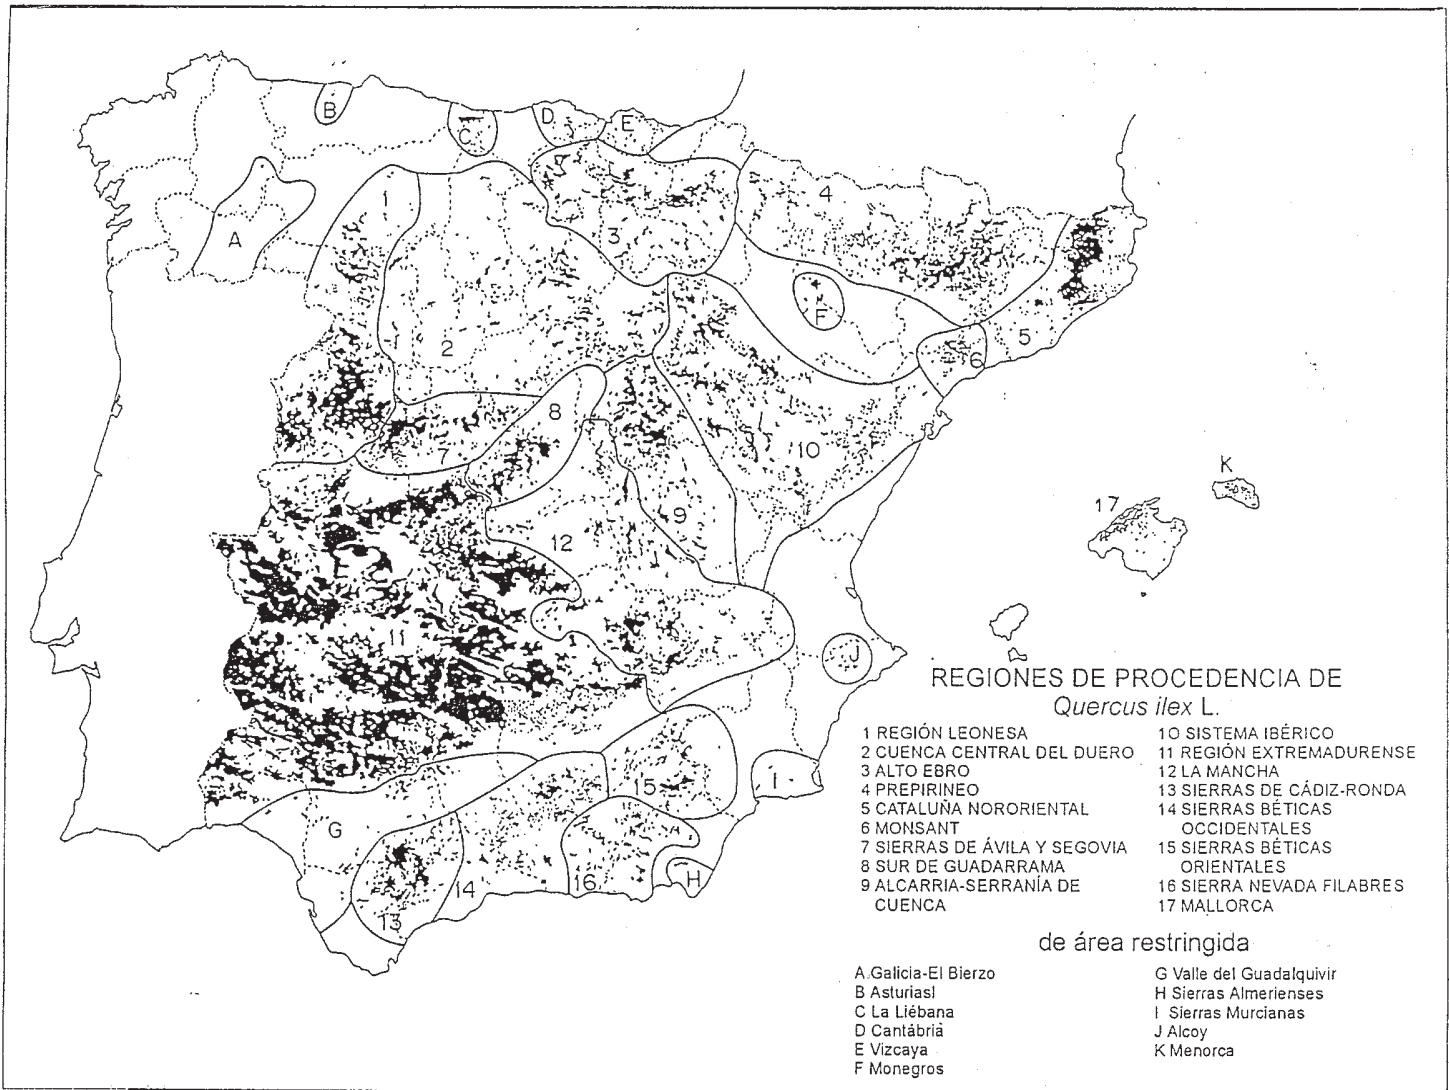 B
D
E
C
1
4
A
3
2
F
5
6
8
7
10
K
17
9
12
11
J
REGIONES DE PROCEDENCIA DE
Quercus ilex L.
1 REGIÓN LEONESA
2 CUENCA CENTRAL DEL DUERO
3 ALTO EBRO
4 PREPIRINEO
5 CATALUÑA NORORIENTAL
6 MONSANT
7 SIERRAS DE ÁVILA Y SEGOVIA
8 SUR DE GUADARRAMA
9 ALCARRIA-SERRANÍA DE
CUENCA
10 SISTEMA IBÉRICO
11 REGIÓN EXTREMADURENSE
12 LA MANCHA
13 SIERRAS DE CÁDIZ-RONDA
14 SIERRAS BÉTICAS
OCCIDENTALES
15 SIERRAS BÉTICAS
ORIENTALES
16 SIERRA NEVADA FILABRES
17 MALLORCA
15
I
G
14
16
H
13
de área restringida
A Galicia-El Bierzo
B Asturias
C La Liébana
D Cantábria
E Vizcaya
F Monegros
G Valle del Guadalquivir
H Sierras Almerienses
I Sierras Murcianas
J Alcoy
K Menorca